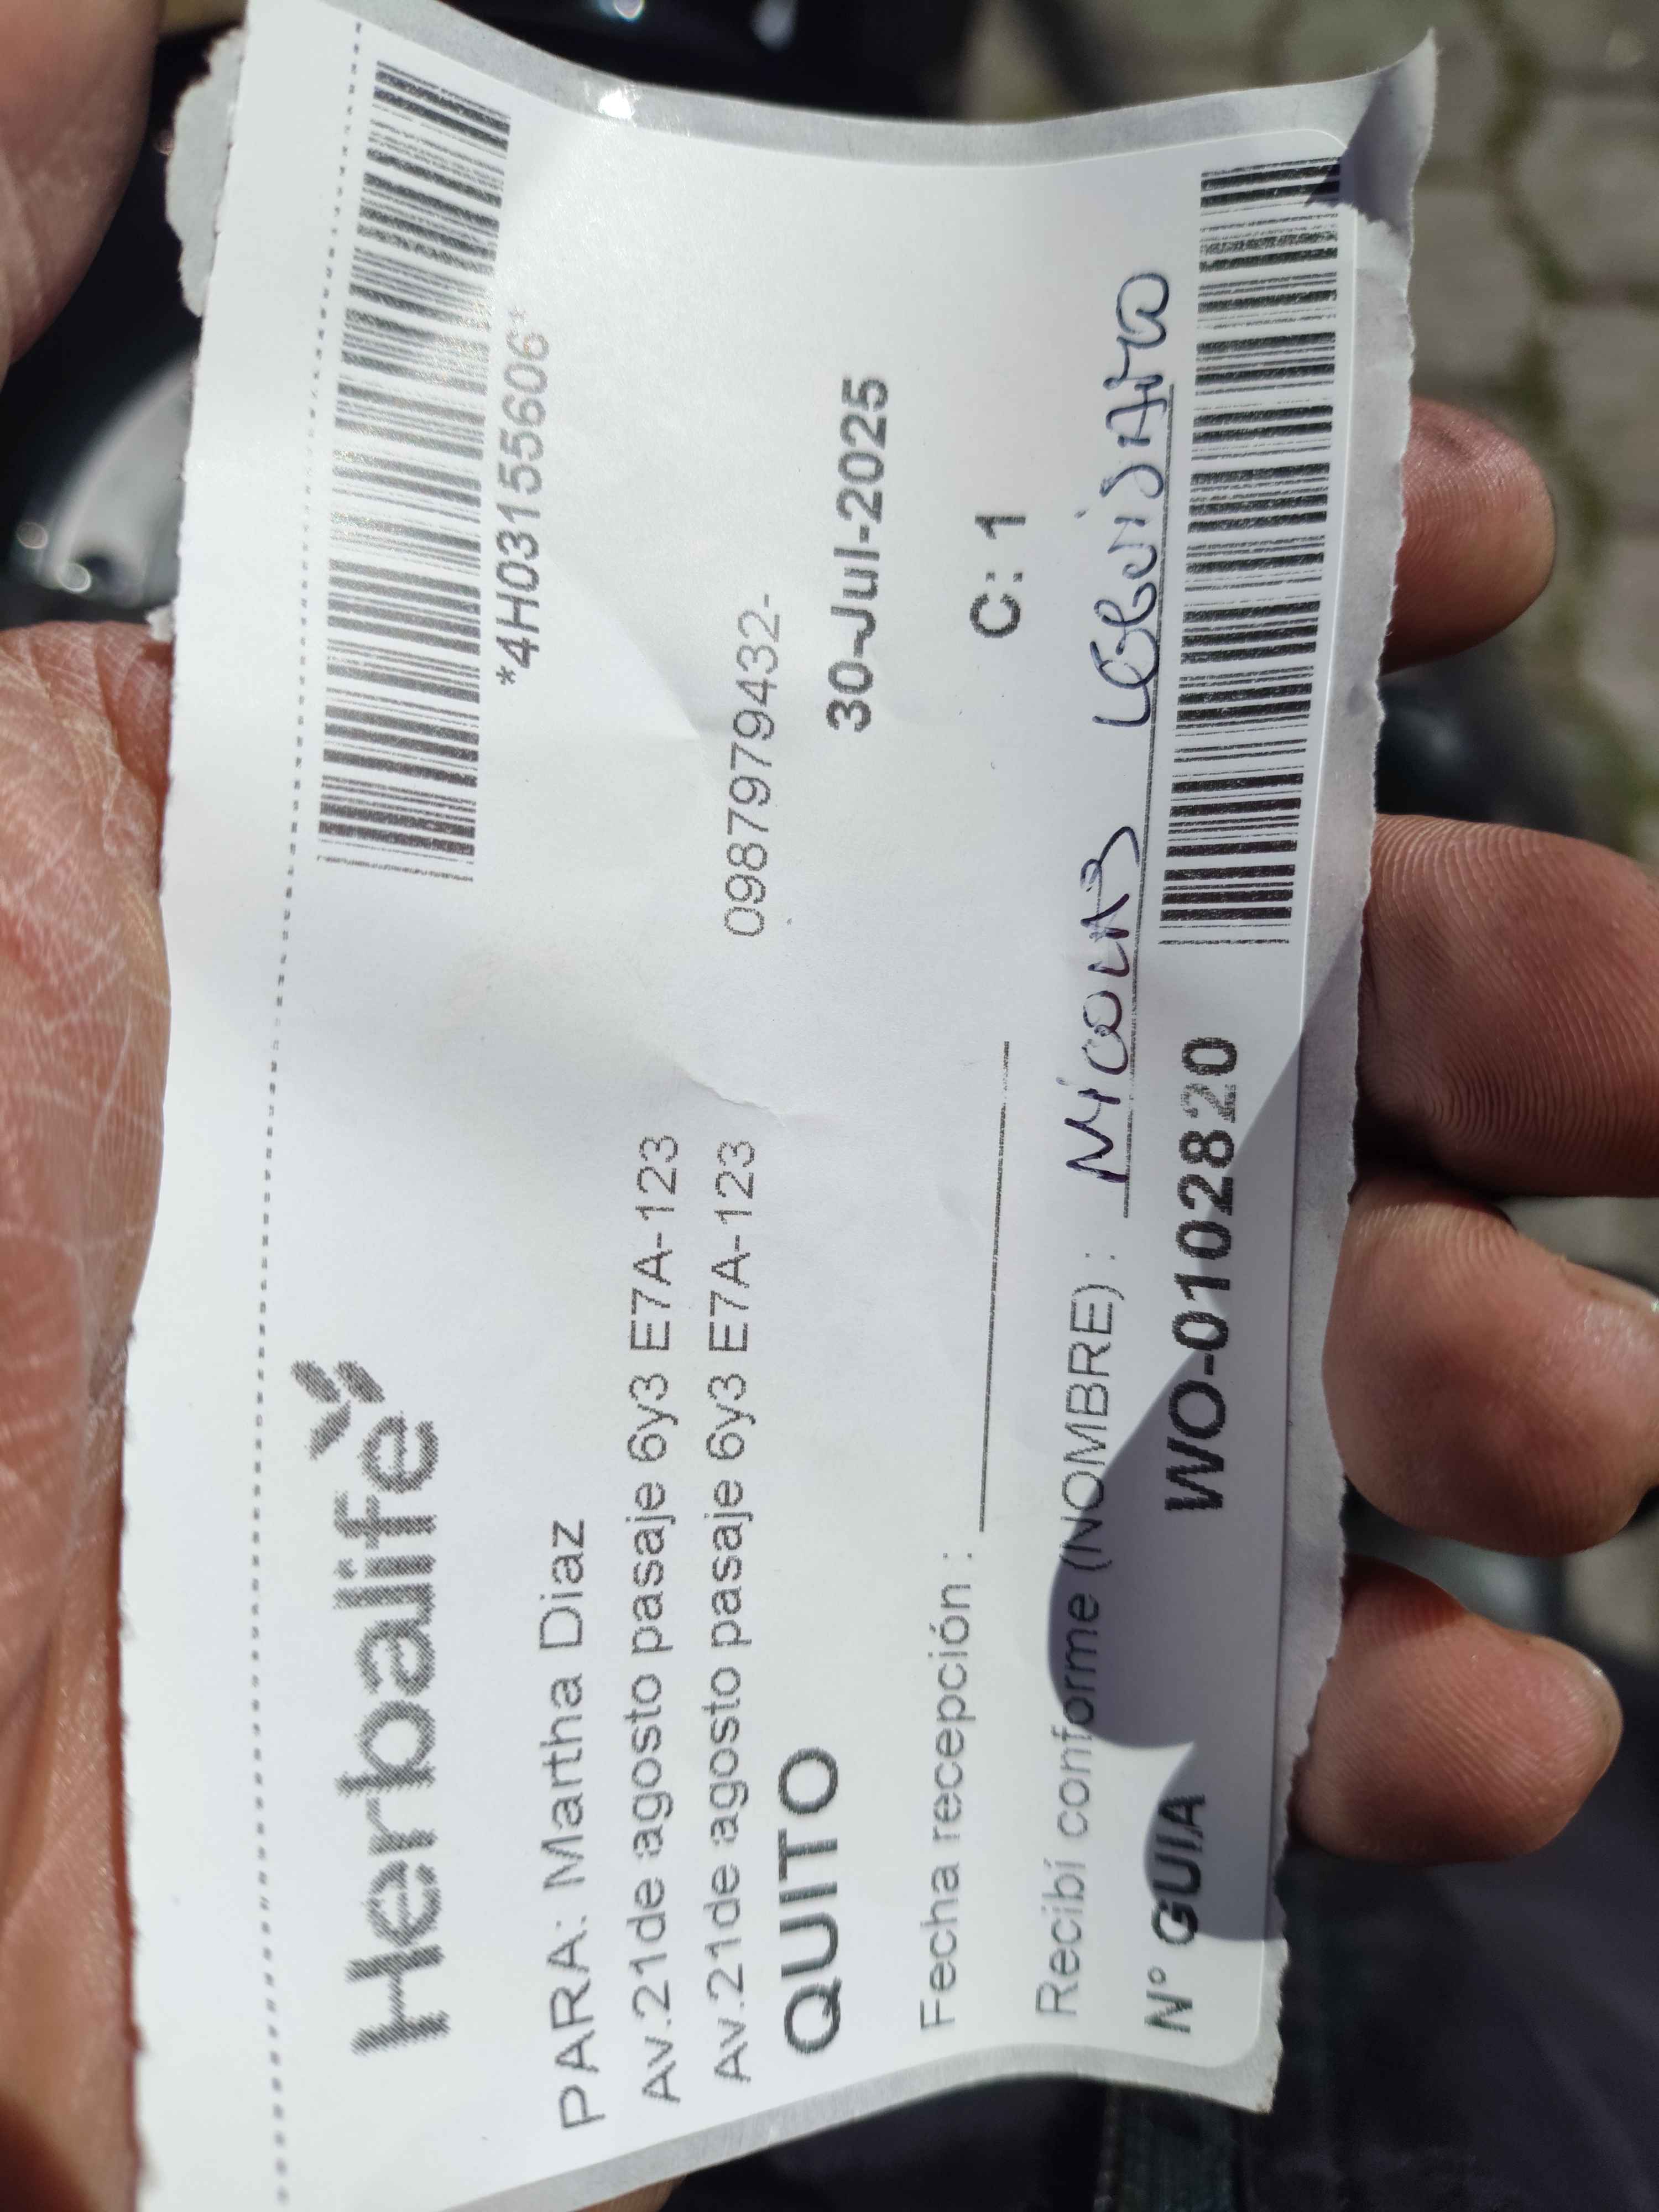 Herbalife
*4H03155606*
PARA: Martha Diaz
Av.21de agosto pasaje 6y3 E7A-123
Av.21de agosto pasaje 6y3 E7A-123
0987979432-
QUITO
30-Jul-2025
Fecha recepción :
C: 1
Recibí conforme (NOMBRE) : NicoLAS
N° GUIA WO-0102820